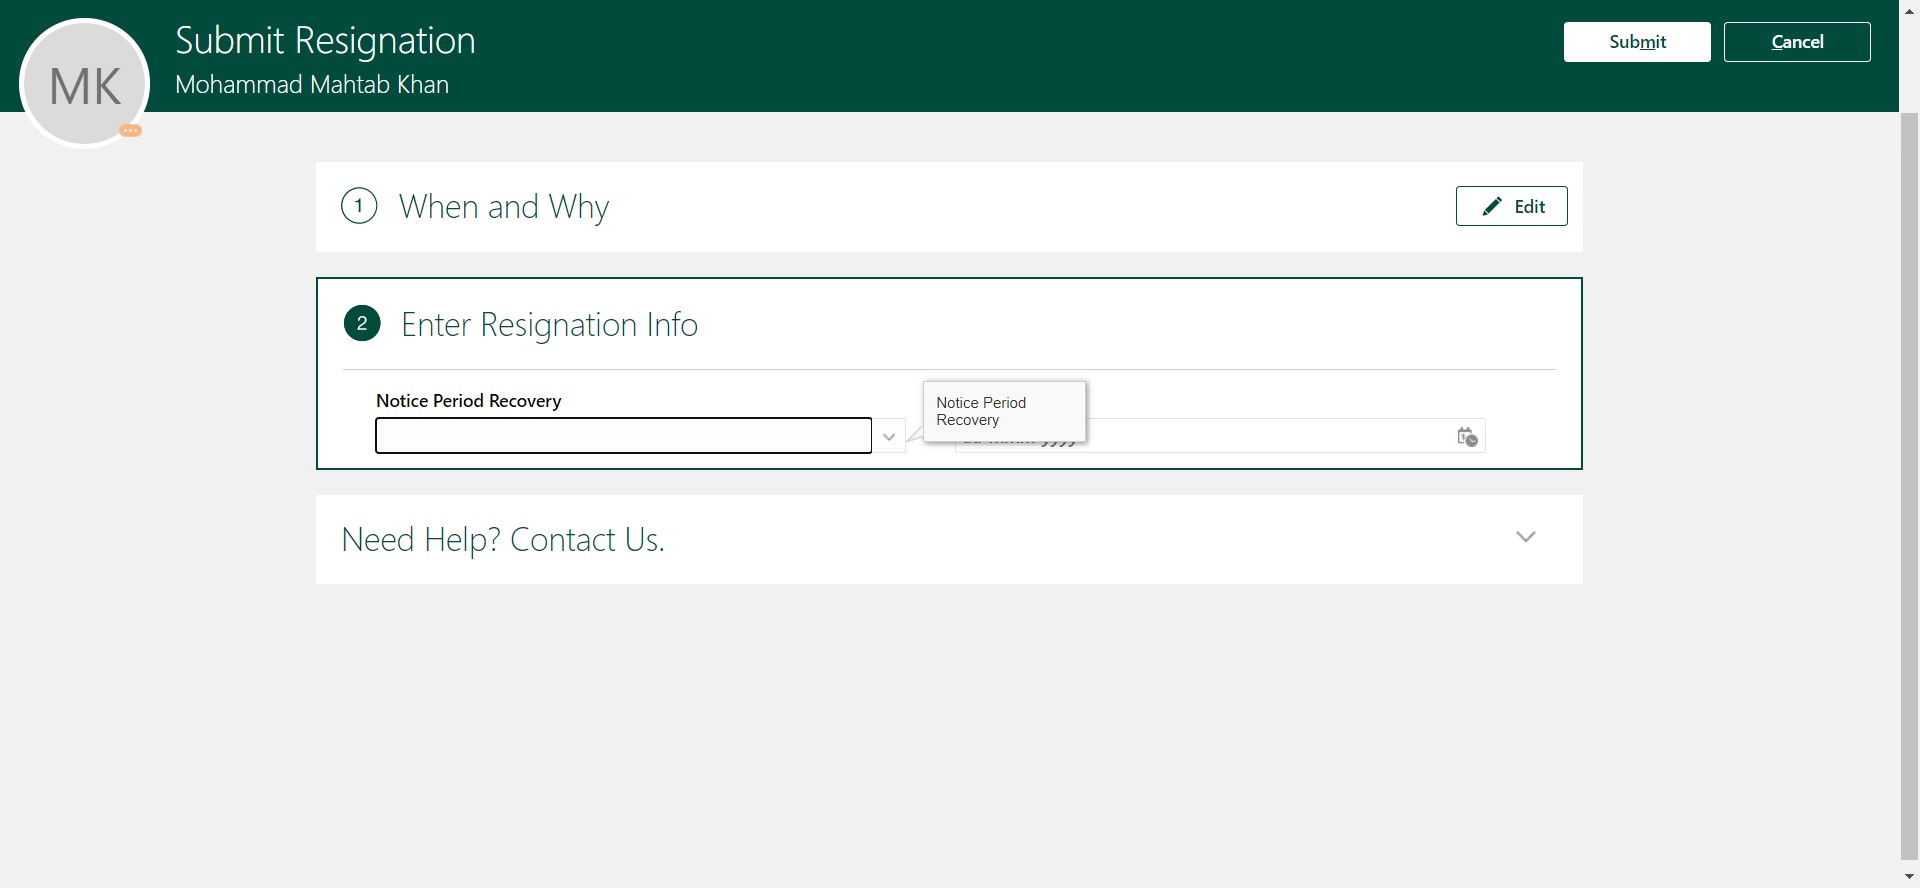 Submit Resignation
Mohammad Mahtab Khan
MK
Submit
Cancel
1 When and Why
Edit
2 Enter Resignation Info
Notice Period Recovery
Notice Period
Recovery
Need Help? Contact Us.